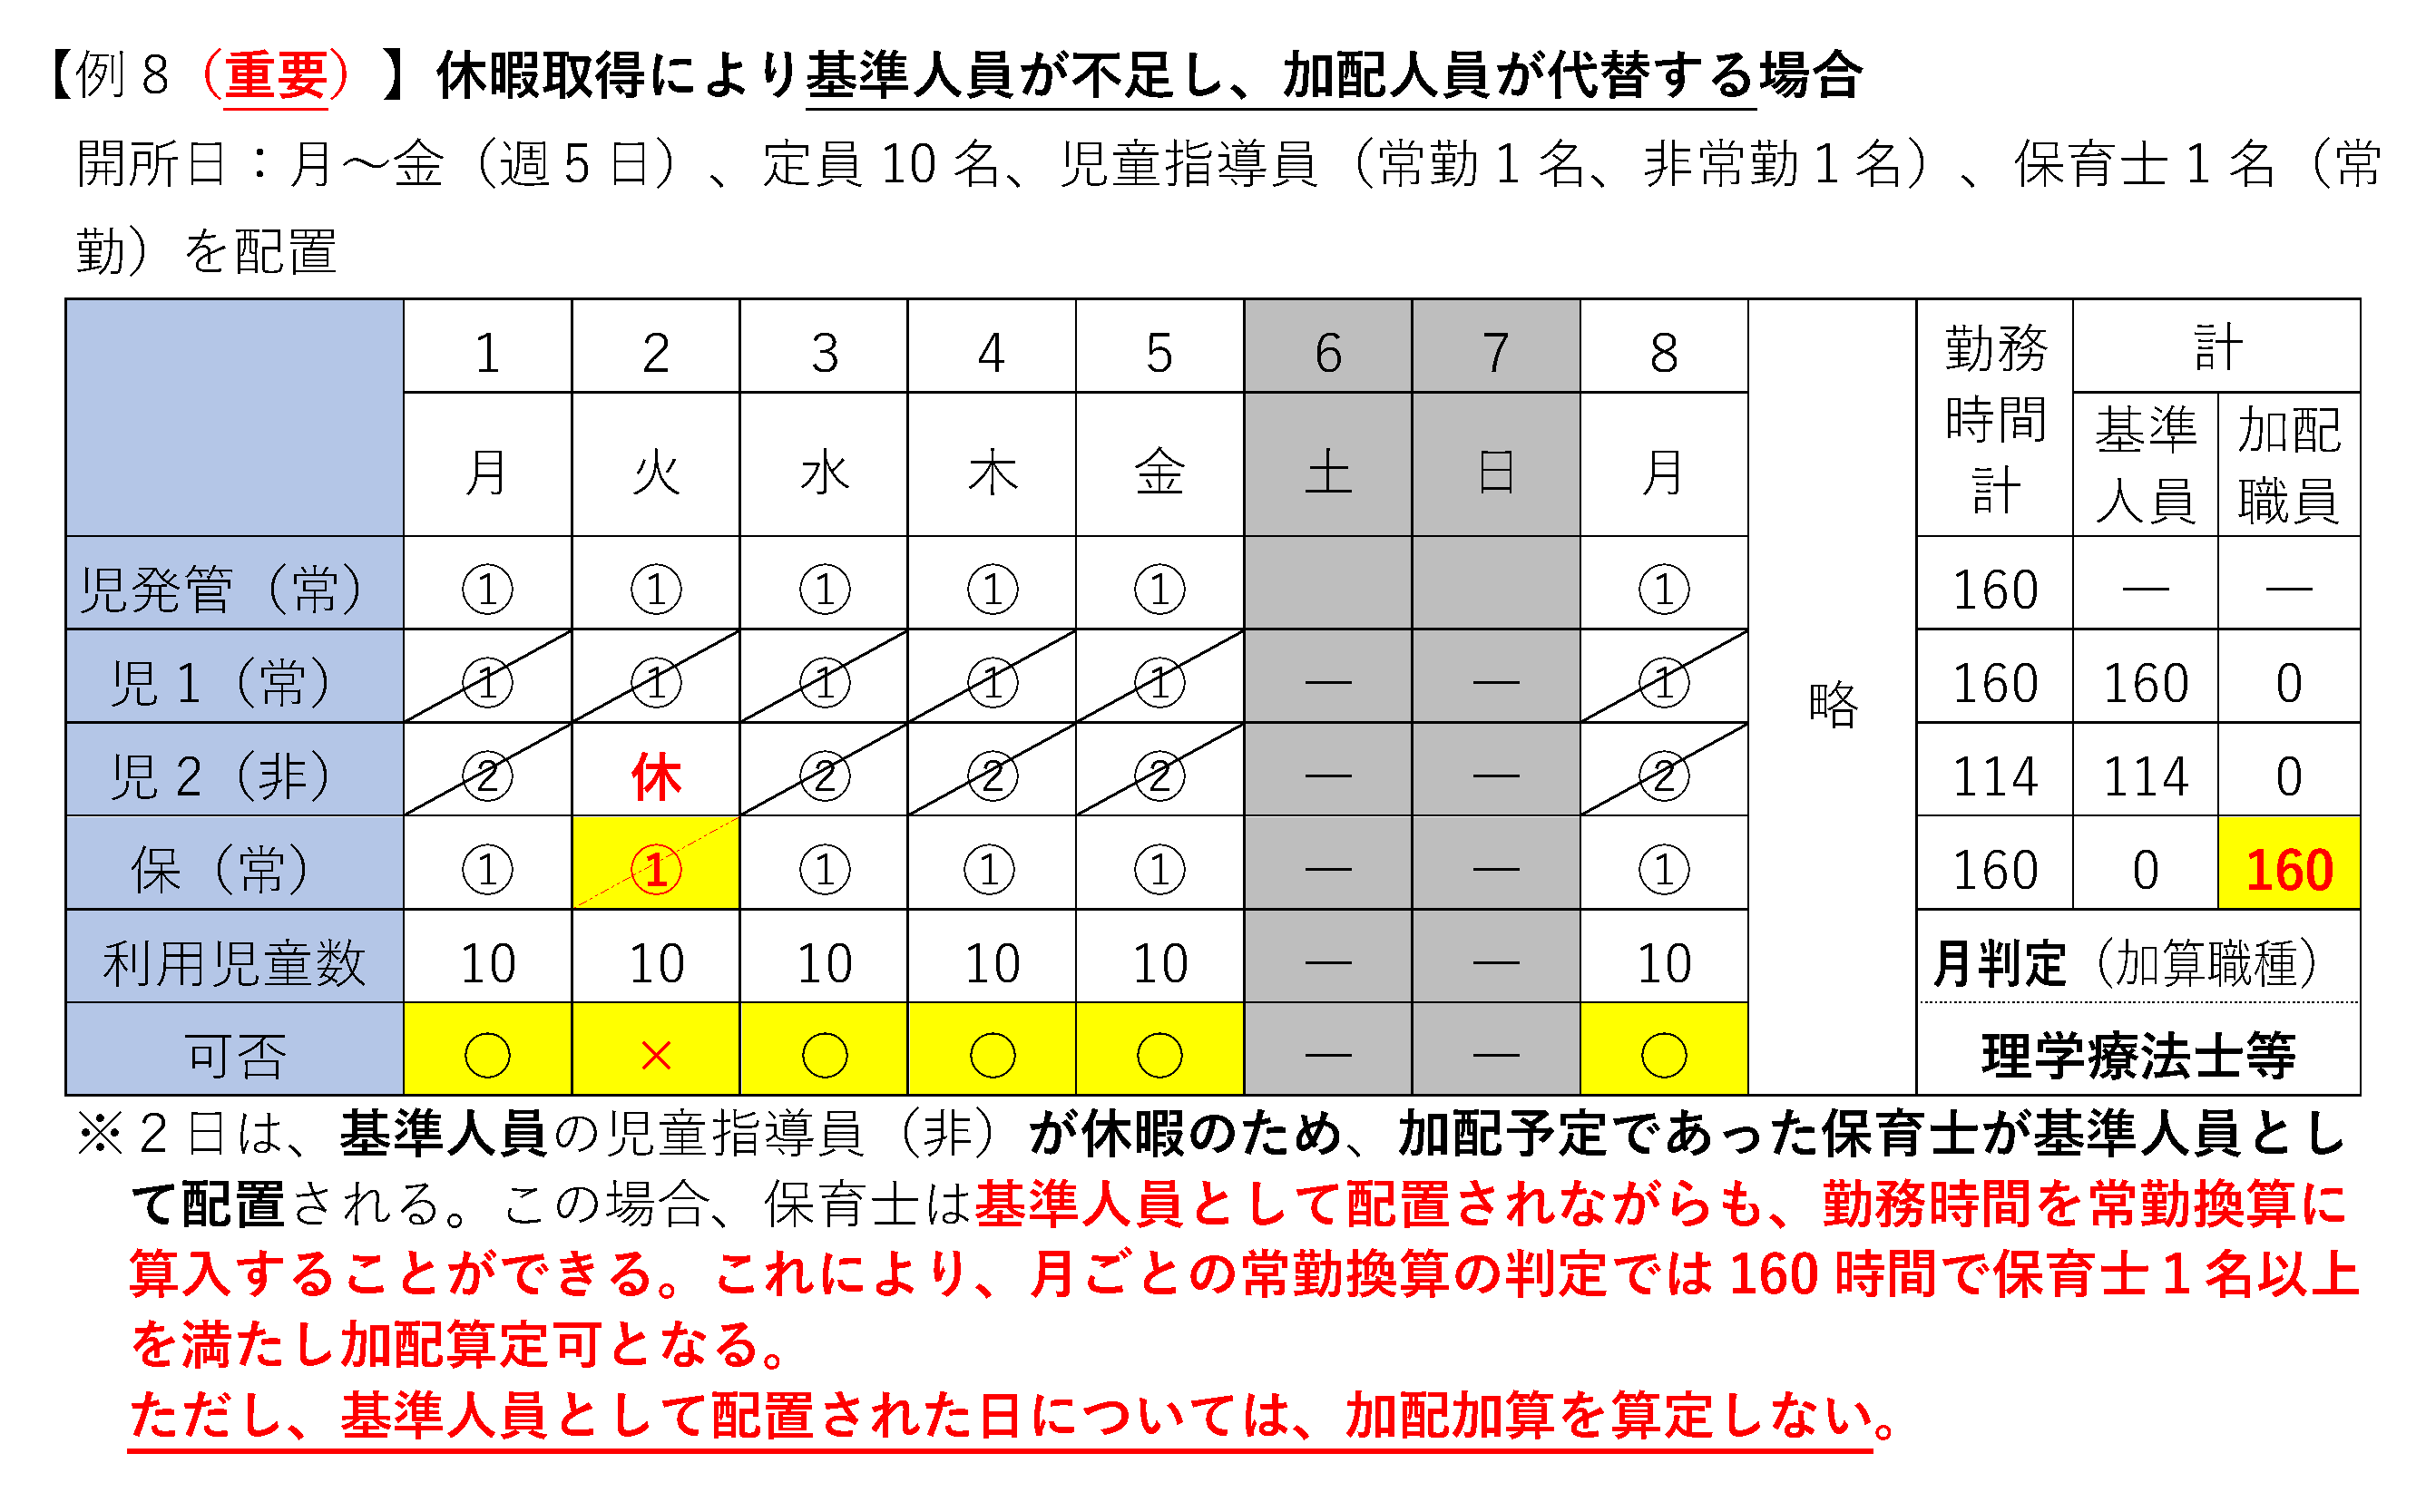 【例 8（重要）】休暇取得により基準人員が不足し、加配人員が代替する場合
開所日：月～金（週 5 日）、定員 10 名、児童指導員（常勤 1 名、非常勤 1 名）、保育士 1 名（常
勤）を配置
1 2 3 4 5 6 7 8 勤務時間計 計
月 火 水 木 金 土 日 月 基準人員 加配職員
児発管（常） ① ① ① ① ① ① 160 ― ―
児 1（常） ① ① ① ① ① ― ― ① 略 160 160 0
児 2（非） ② 休 ② ② ② ― ― ② 114 114 0
保（常） ① ① ① ① ① ― ― ① 160 0 160
利用児童数 10 10 10 10 10 ― ― 10 月判定（加算職種）
可否 ○ × ○ ○ ○ ― ― ○ 理学療法士等
※ 2 日は、基準人員の児童指導員（非）が休暇のため、加配予定であった保育士が基準人員とし
て配置される。この場合、保育士は基準人員として配置されながらも、勤務時間を常勤換算に
算入することができる。これにより、月ごとの常勤換算の判定では 160 時間で保育士 1 名以上
を満たし加配算定可となる。
ただし、基準人員として配置された日については、加配加算を算定しない。